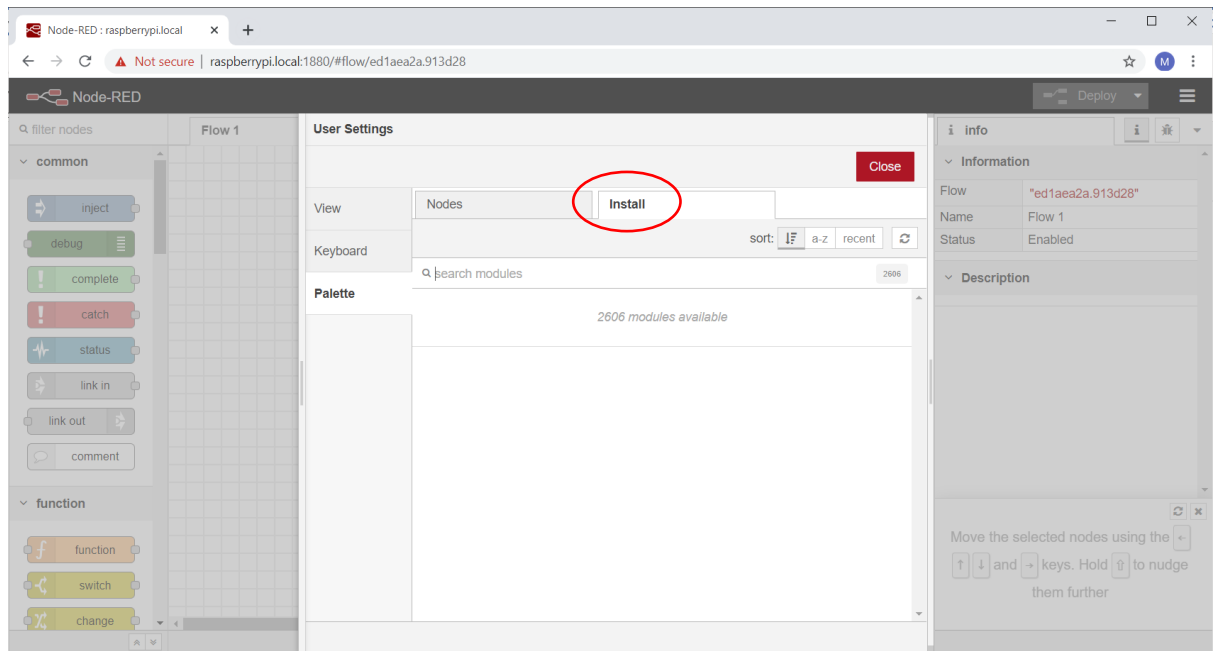 Node-RED : raspberrypi.local
Not secure | raspberrypi.local:1880/#flow/ed1aea2a.913d28
M
Node-RED
Deploy
filter nodes
Flow 1
User Settings
i info
i
common
Close
Information
View
Nodes
Install
Flow "ed1aea2a.913d28"
Name Flow 1
Status Enabled
inject
debug
sort: a-z recent
Keyboard
complete
search modules
2606
Description
Palette
catch
2606 modules available
status
link in
link out
comment
function
function
switch
change
Move the selected nodes using the ←
↑ ↓ and → keys. Hold ⇧ to nudge
them further